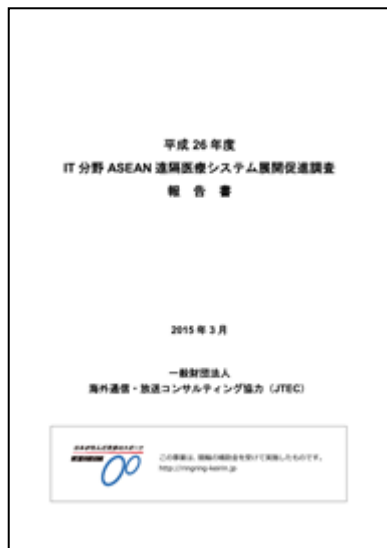 平成 26 年度
IT 分野 ASEAN 遠隔医療システム展開促進調査
報 告 書
2015 年 3 月
一般財団法人
海外通信・放送コンサルティング協力（JTEC）
この事業は、競輪の補助金を受けて実施したものです。
http://ringring-keirin.jp